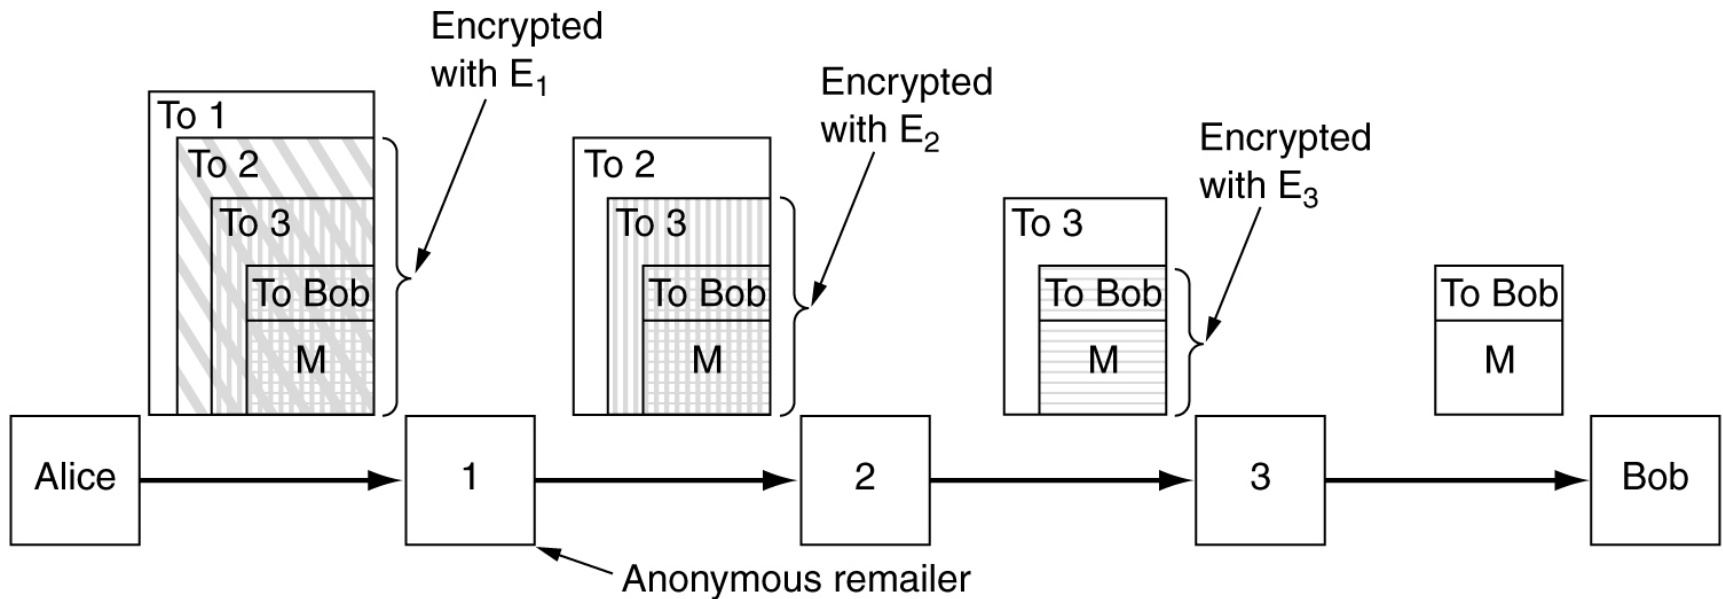 Encrypted
with E1
Encrypted
with E2
Encrypted
with E3
To 1
To 2
To 3
To Bob
M
To 2
To 3
To Bob
M
To 3
To Bob
M
To Bob
M
Alice
1
2
3
Bob
Anonymous remailer